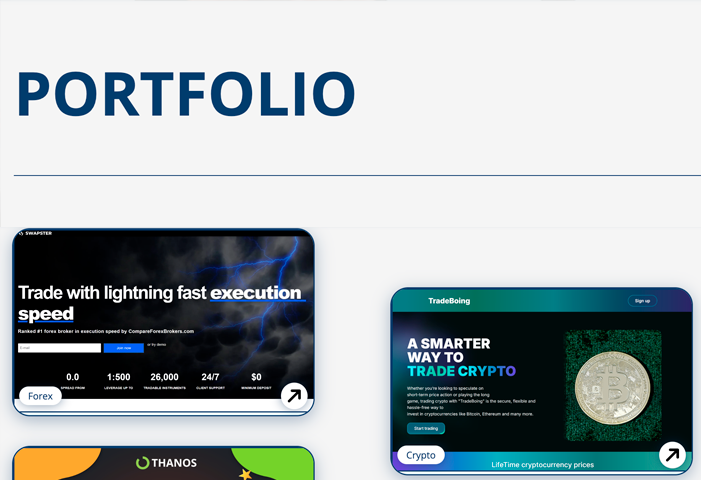 PORTFOLIO
SWAPSTER
Trade with lightning fast execution
speed
Ranked #1 forex broker in execution speed by CompareForexBrokers.com
E-mail
Join now
or try demo
0.0
1:500
26,000
24/7
$0
SPREAD FROM
LEVERAGE UP TO
TRADABLE INSTRUMENTS
CLIENT SUPPORT
MINIMUM DEPOSIT
Forex
TradeBoing
Sign up
A SMARTER
WAY TO
TRADE CRYPTO
Whether you're looking to speculate on
short-term price action or playing the long
game, trading crypto with "TradeBoing" is the secure, flexible and
hassle-free way to
invest in cryptocurrencies like Bitcoin, Ethereum and many more.
Start trading
Crypto
LifeTime cryptocurrency prices
THANOS